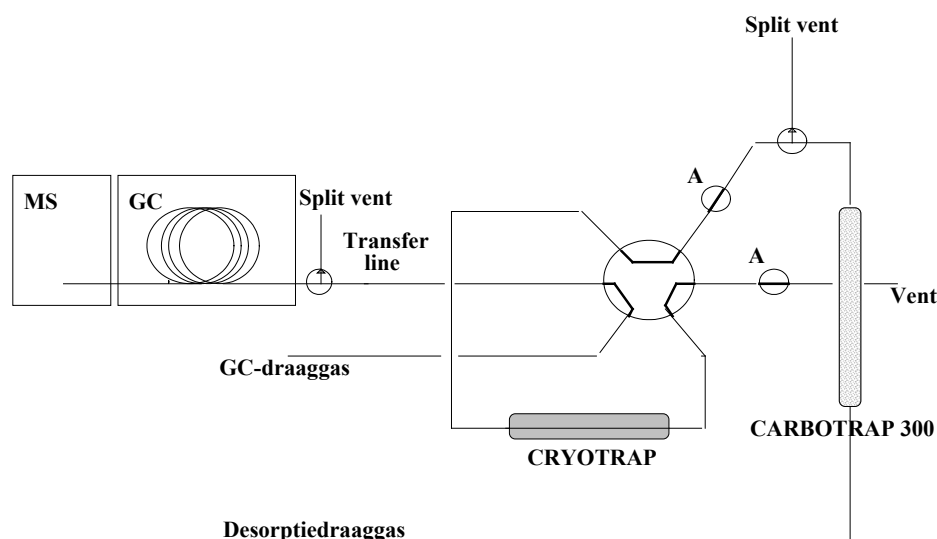 Split vent
A
MS
GC
Split vent
Transfer
line
A
Vent
GC-draaggas
CARBOTRAP 300
CRYOTRAP
Desorptiedraaggas